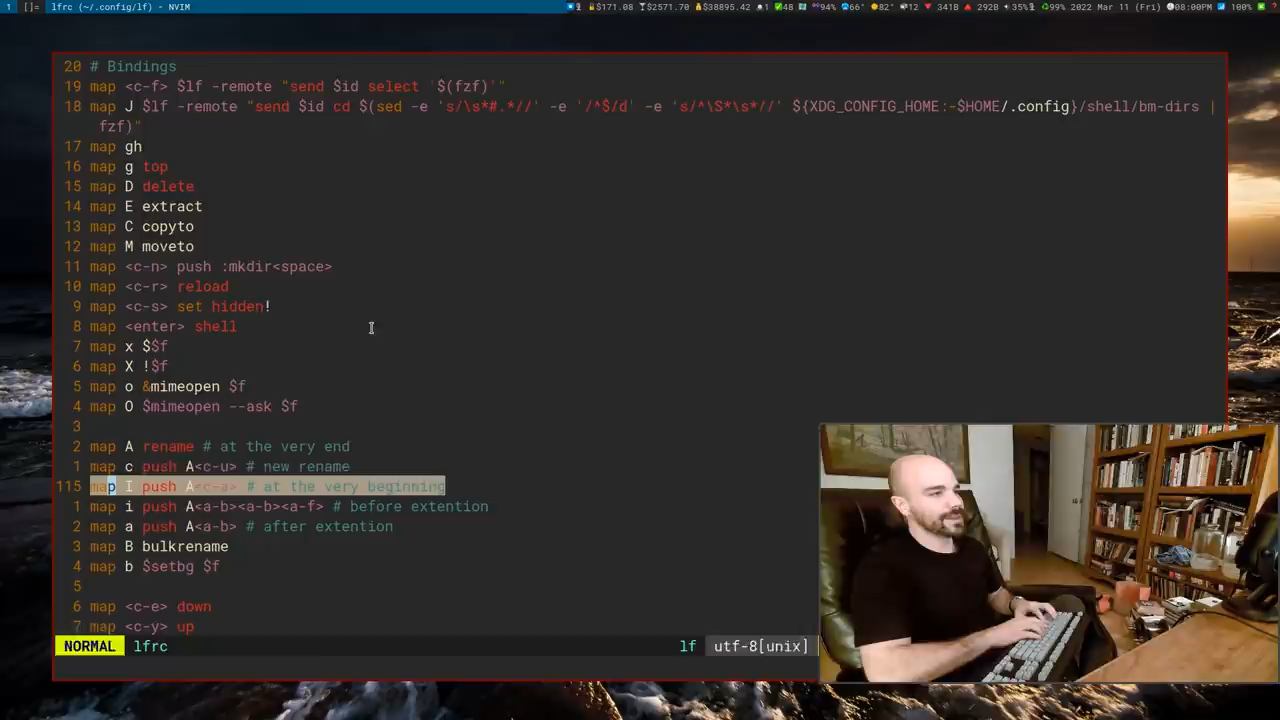 1 []= lfrc (~/.config/lf) - NVIM $171.08 $2571.70 $38895.42 1 48 94% 66° 82° 12 341B 292B 35% 99% 2022 Mar 11 (Fri) 08:00PM 100%
20 # Bindings
19 map <c-f> $lf -remote "send $id select '$(fzf)'"
18 map J $lf -remote "send $id cd $(sed -e 's/\s*#.*//' -e '/^$/d' -e 's/^\S*\s*//' ${XDG_CONFIG_HOME:-$HOME/.config}/shell/bm-dirs |
fzf)"
17 map gh
16 map g top
15 map D delete
14 map E extract
13 map C copyto
12 map M moveto
11 map <c-n> push :mkdir<space>
10 map <c-r> reload
9 map <c-s> set hidden!
8 map <enter> shell
7 map x $$f
6 map X !$f
5 map o &mimeopen $f
4 map O $mimeopen --ask $f
3
2 map A rename # at the very end
1 map c push A<c-u> # new rename
115 map I push A<c-a> # at the very beginning
1 map i push A<a-b><a-b><a-f> # before extention
2 map a push A<a-b> # after extention
3 map B bulkrename
4 map b $setbg $f
5
6 map <c-e> down
7 map <c-y> up
NORMAL lfrc lf utf-8[unix]